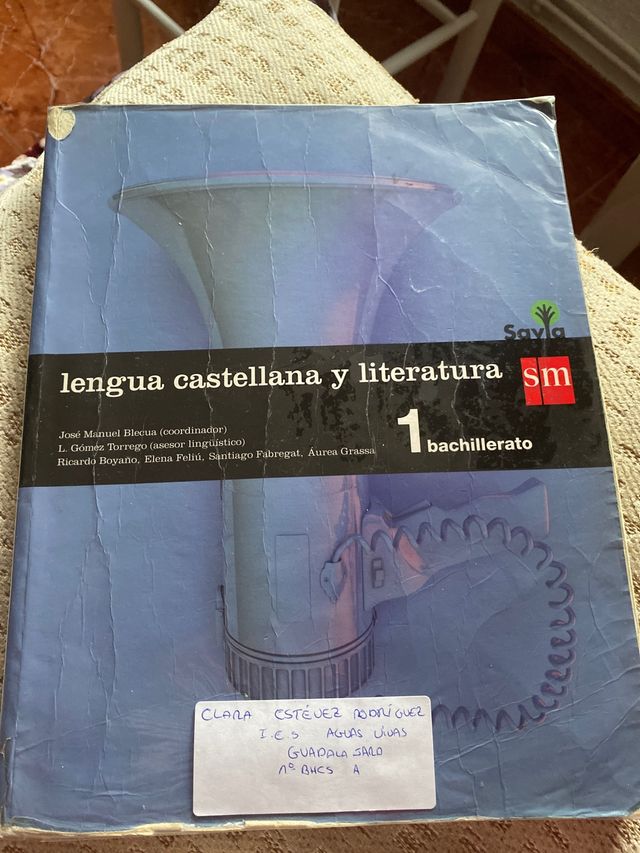 Savia
lengua castellana y literatura
sm
José Manuel Blecua (coordinador)
L. Gómez Torrego (asesor lingüístico)
Ricardo Boyano, Elena Feliú, Santiago Fabregat, Áurea Grassa
1 bachillerato
CLARA ESTÉVEZ RODRÍGUEZ
I.E.S AGUAS VIVAS
GUADALAJARA
1º BHCS A